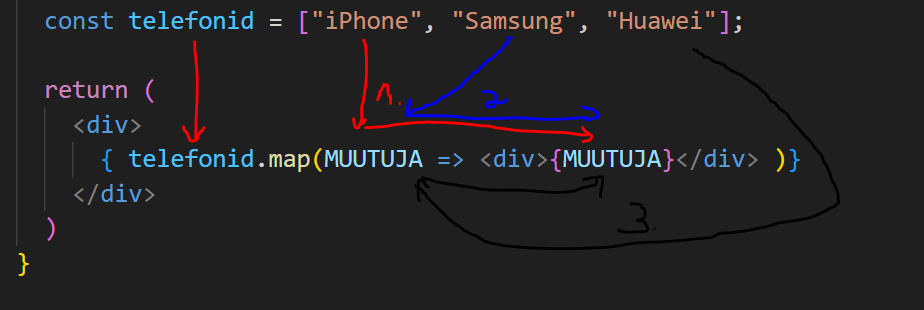 const telefonid = ["iPhone", "Samsung", "Huawei"];
return (
<div>
1. 2
{ telefonid.map(MUUTUJA => <div>{MUUTUJA}</div> )}
</div>
3.
)
}